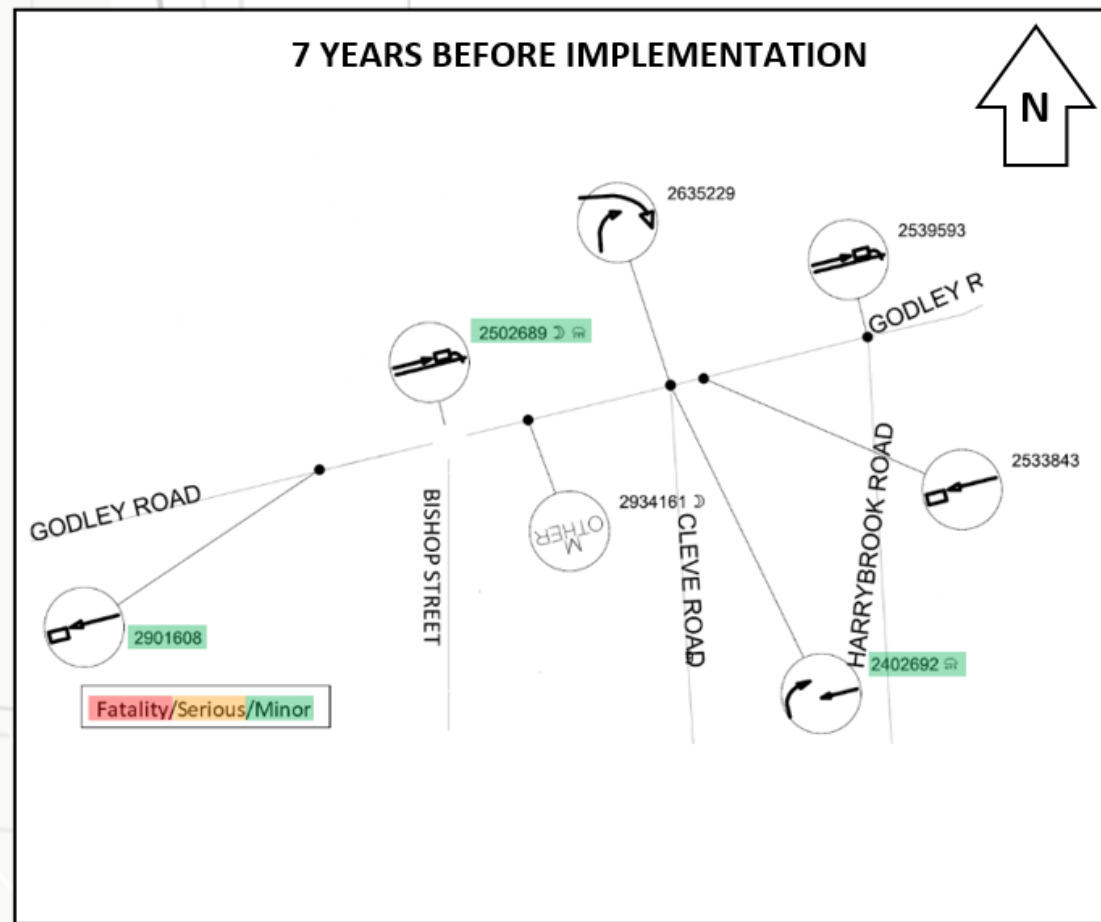 7 YEARS BEFORE IMPLEMENTATION
N
2635229
2539593
GODLEY R
2502689
2533843
2934161
OTHER
M
GODLEY ROAD
BISHOP STREET
CLEVE ROAD
HARRYBROOK ROAD
2901608
2402692
Fatality/Serious/Minor